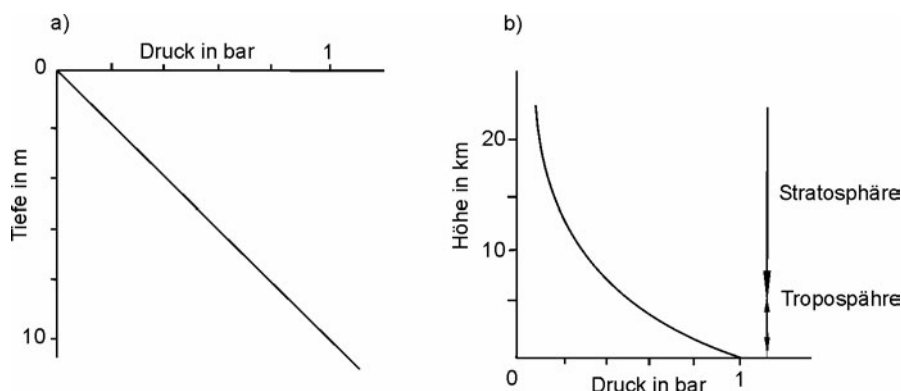 a)
Druck in bar
1
0
Tiefe in m
10
b)
20
10
Höhe in km
Stratosphäre
Tropospähre
0
1
Druck in bar